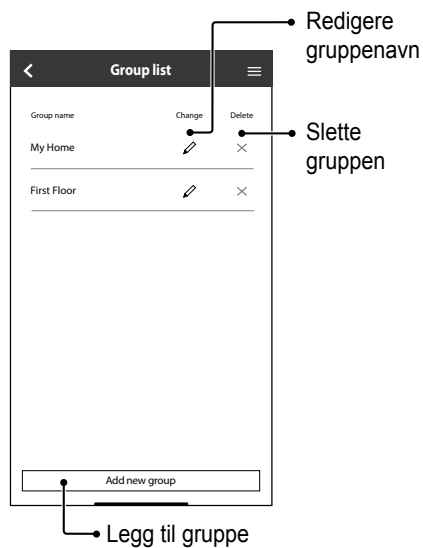 Redigere
gruppenavn
Group list
Group name Change Delete
My Home
Slette
gruppen
First Floor
Add new group
Legg til gruppe